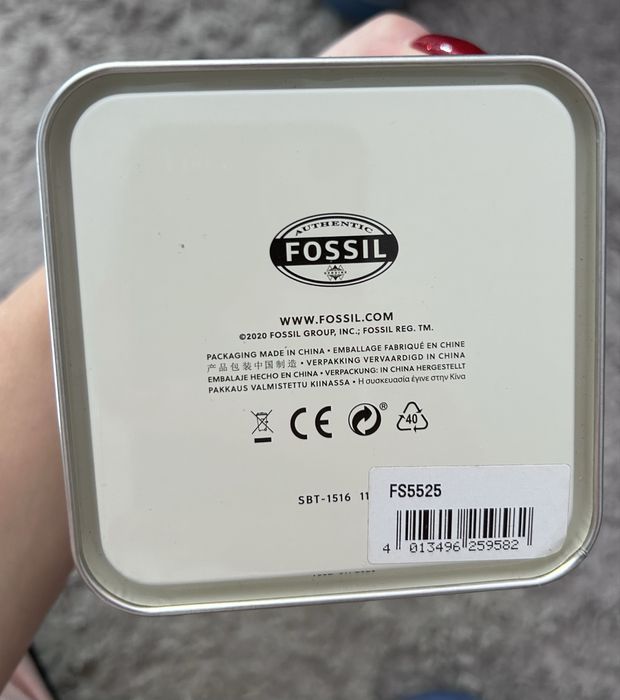 AUTHENTIC
FOSSIL
WWW.FOSSIL.COM
©2020 FOSSIL GROUP, INC.; FOSSIL REG. TM.
PACKAGING MADE IN CHINA • EMBALLAGE FABRIQUÉ EN CHINE
产品包装中国制造 • VERPAKKING VERVAARDIGD IN CHINA
EMBALAJE HECHO EN CHINA • VERPACKUNG: IN CHINA HERGESTELLT
PAKKAUS VALMISTETTU KIINASSA • Η συσκευασία έγινε στην Κίνα
CE ® 40
SBT-1516 11
FS5525
4 013496 259582